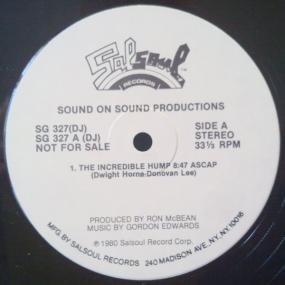 Salsoul
RECORDS
SOUND ON SOUND PRODUCTIONS
SG 327(DJ)
SG 327 A (DJ)
NOT FOR SALE
SIDE A
STEREO
33⅓ RPM
1. THE INCREDIBLE HUMP 8:47 ASCAP
(Dwight Horne-Donovan Lee)
PRODUCED BY RON McBEAN
MUSIC BY GORDON EDWARDS
℗ 1980 Salsoul Record Corp.
MFG. BY SALSOUL RECORDS 240 MADISON AVE., NY, NY 10016